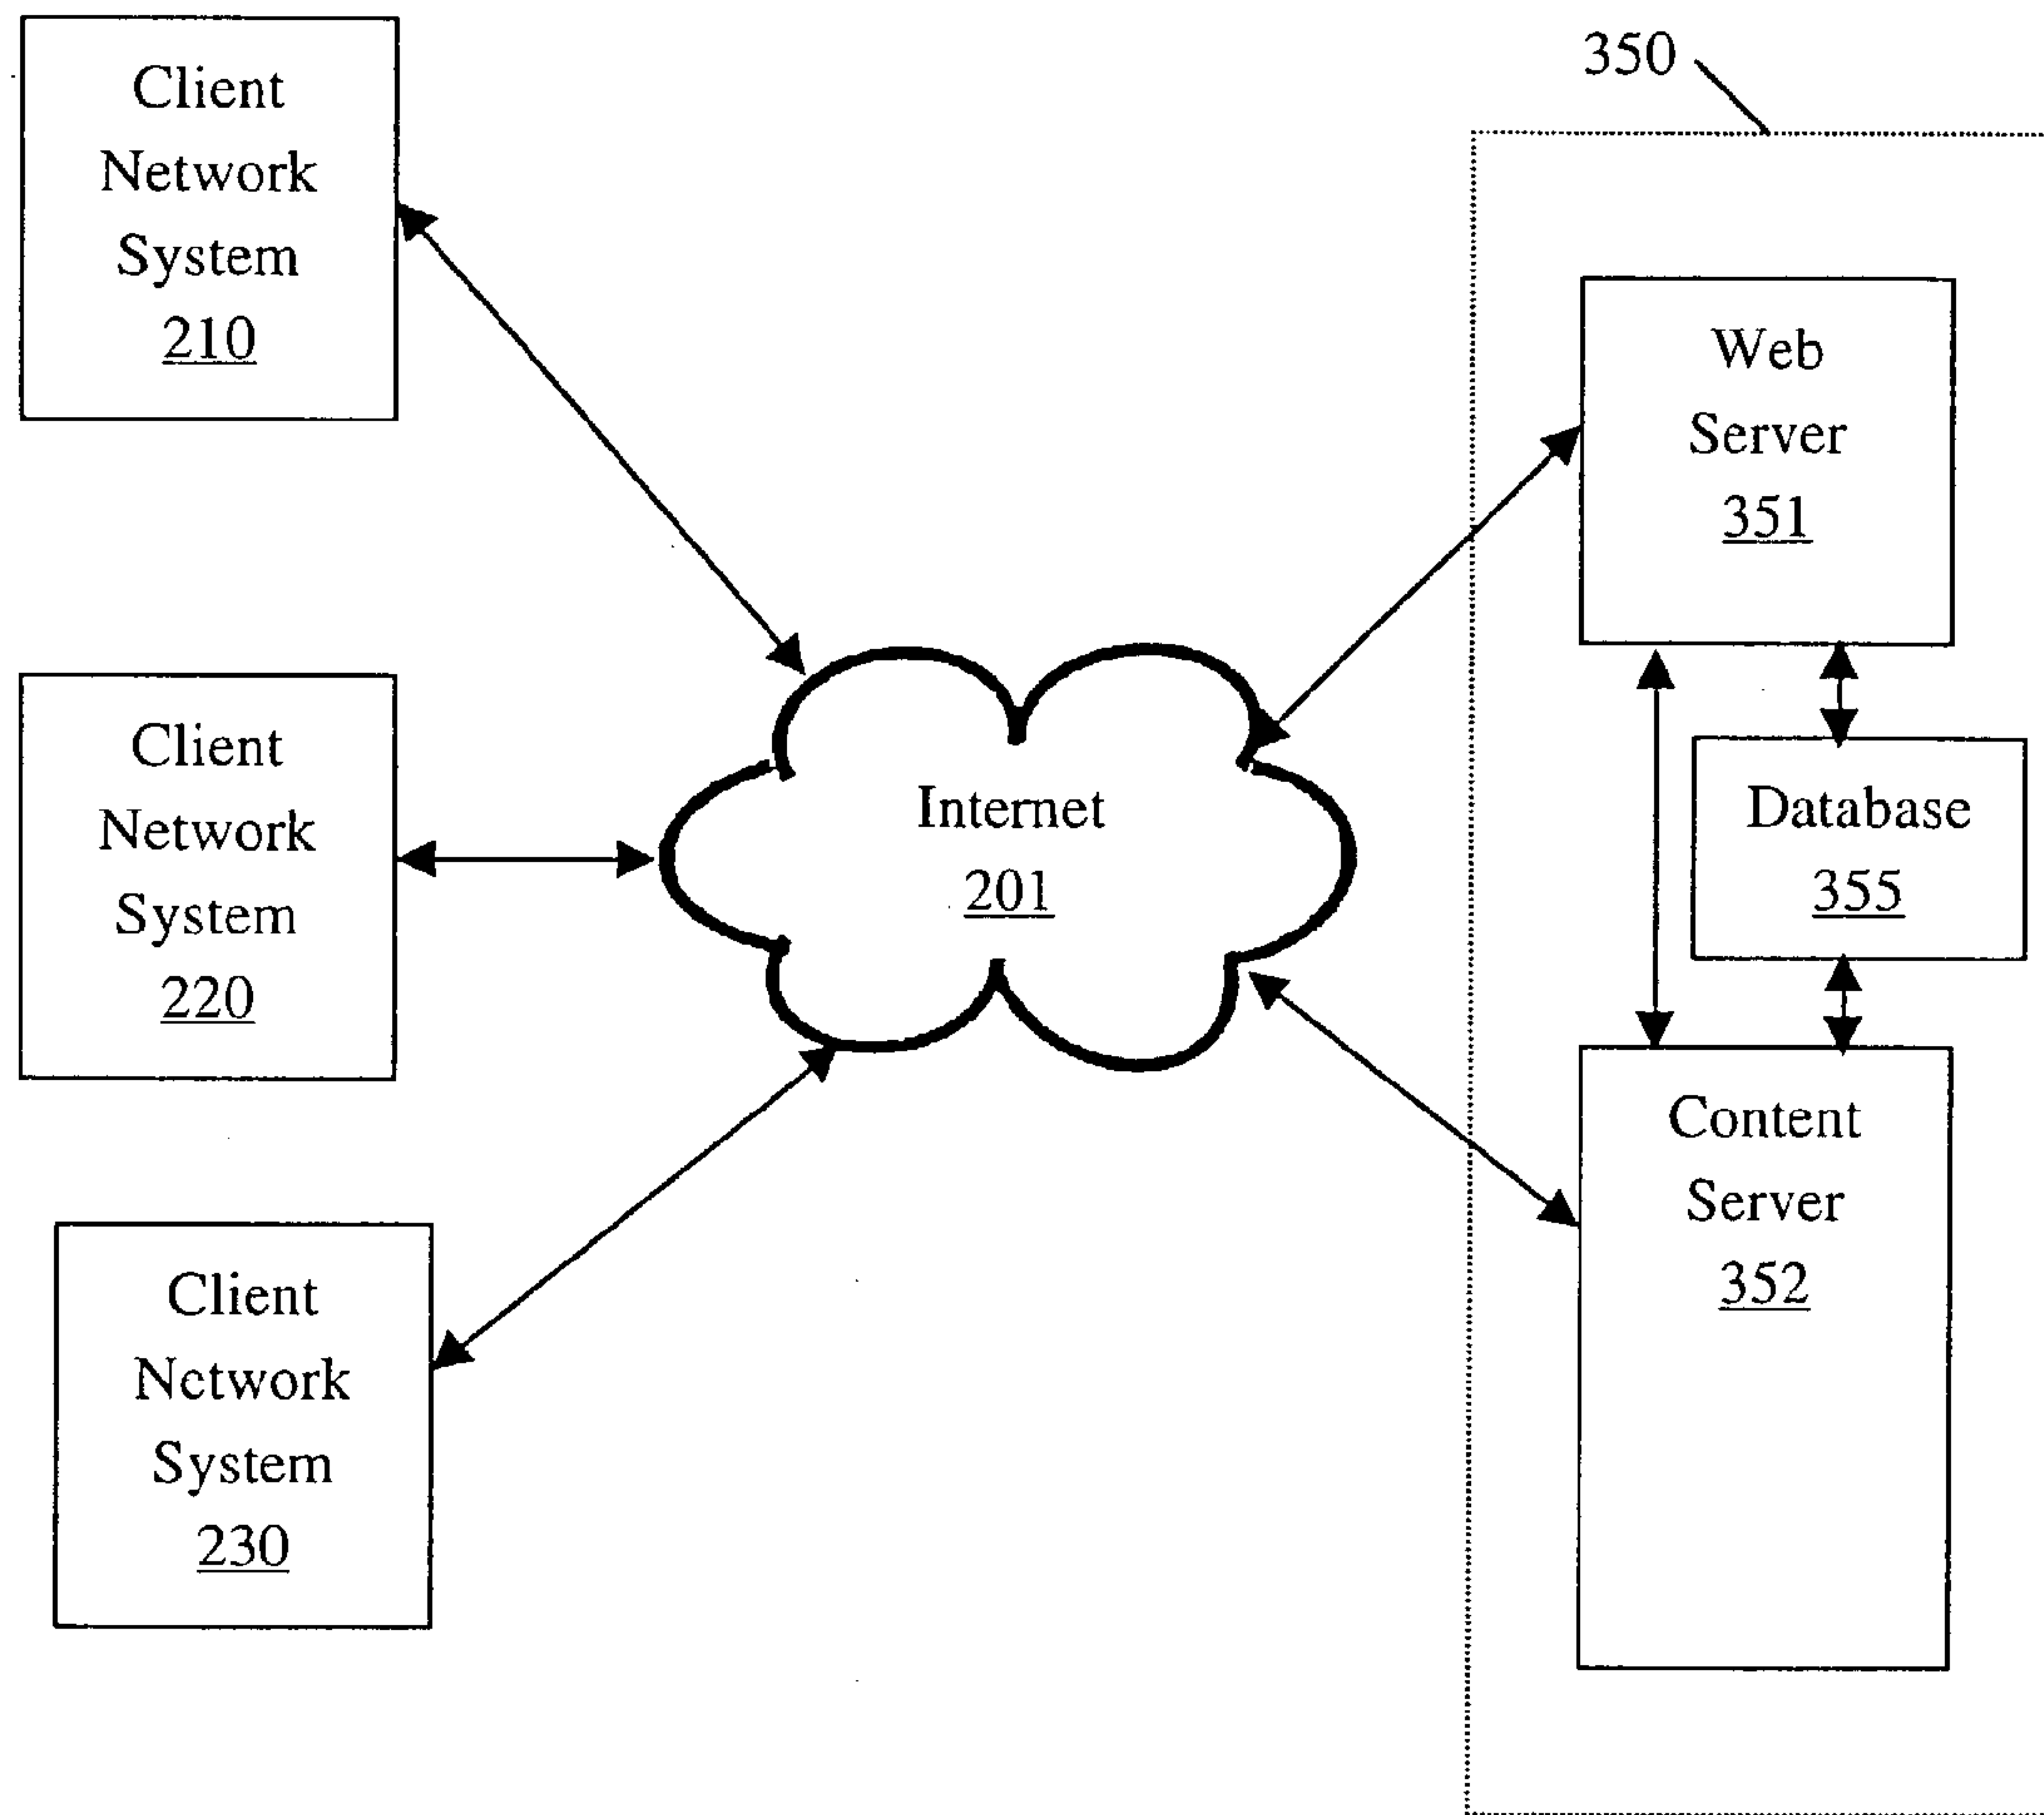 Client
Network
System
210
Client
Network
System
220
Client
Network
System
230
Internet
201
350
Web
Server
351
Database
355
Content
Server
352